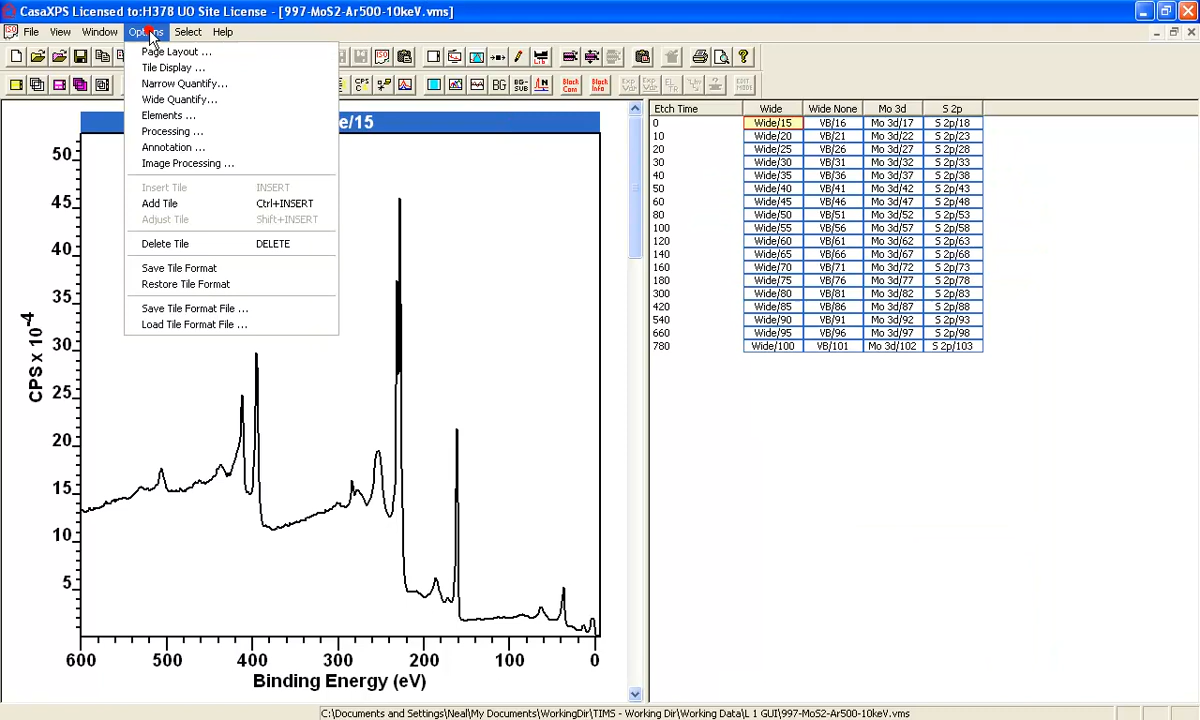 CasaXPS Licensed to:H378 UO Site License - [997-MoS2-Ar500-10keV.vms]
File View Window Options Select Help
Page Layout ...
Tile Display ...
Narrow Quantify...
Wide Quantify...
Elements ...
Processing ...
Annotation ...
Image Processing ...
Insert Tile INSERT
Add Tile Ctrl+INSERT
Adjust Tile Shift+INSERT
Delete Tile DELETE
Save Tile Format
Restore Tile Format
Save Tile Format File ...
Load Tile Format File ...
e/15
CPS x 10-4
50
45
40
35
30
25
20
15
10
5
600 500 400 300 200 100 0
Binding Energy (eV)
Etch Time Wide Wide None Mo 3d S 2p
0 Wide/15 VB/16 Mo 3d/17 S 2p/18
10 Wide/20 VB/21 Mo 3d/22 S 2p/23
20 Wide/25 VB/26 Mo 3d/27 S 2p/28
30 Wide/30 VB/31 Mo 3d/32 S 2p/33
40 Wide/35 VB/36 Mo 3d/37 S 2p/38
50 Wide/40 VB/41 Mo 3d/42 S 2p/43
60 Wide/45 VB/46 Mo 3d/47 S 2p/48
80 Wide/50 VB/51 Mo 3d/52 S 2p/53
100 Wide/55 VB/56 Mo 3d/57 S 2p/58
120 Wide/60 VB/61 Mo 3d/62 S 2p/63
140 Wide/65 VB/66 Mo 3d/67 S 2p/68
160 Wide/70 VB/71 Mo 3d/72 S 2p/73
180 Wide/75 VB/76 Mo 3d/77 S 2p/78
300 Wide/80 VB/81 Mo 3d/82 S 2p/83
420 Wide/85 VB/86 Mo 3d/87 S 2p/88
540 Wide/90 VB/91 Mo 3d/92 S 2p/93
660 Wide/95 VB/96 Mo 3d/97 S 2p/98
780 Wide/100 VB/101 Mo 3d/102 S 2p/103
C:\Documents and Settings\Neal\My Documents\WorkingDir\TIMS - Working Dir\Working Data\L 1 GUI\997-MoS2-Ar500-10keV.vms